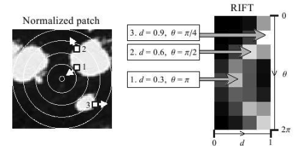 Normalized patch
2
1
3
RIFT
3. d = 0.9, θ = π/4
2. d = 0.6, θ = π/2
1. d = 0.3, θ = π
0
θ
2π
0
d
1